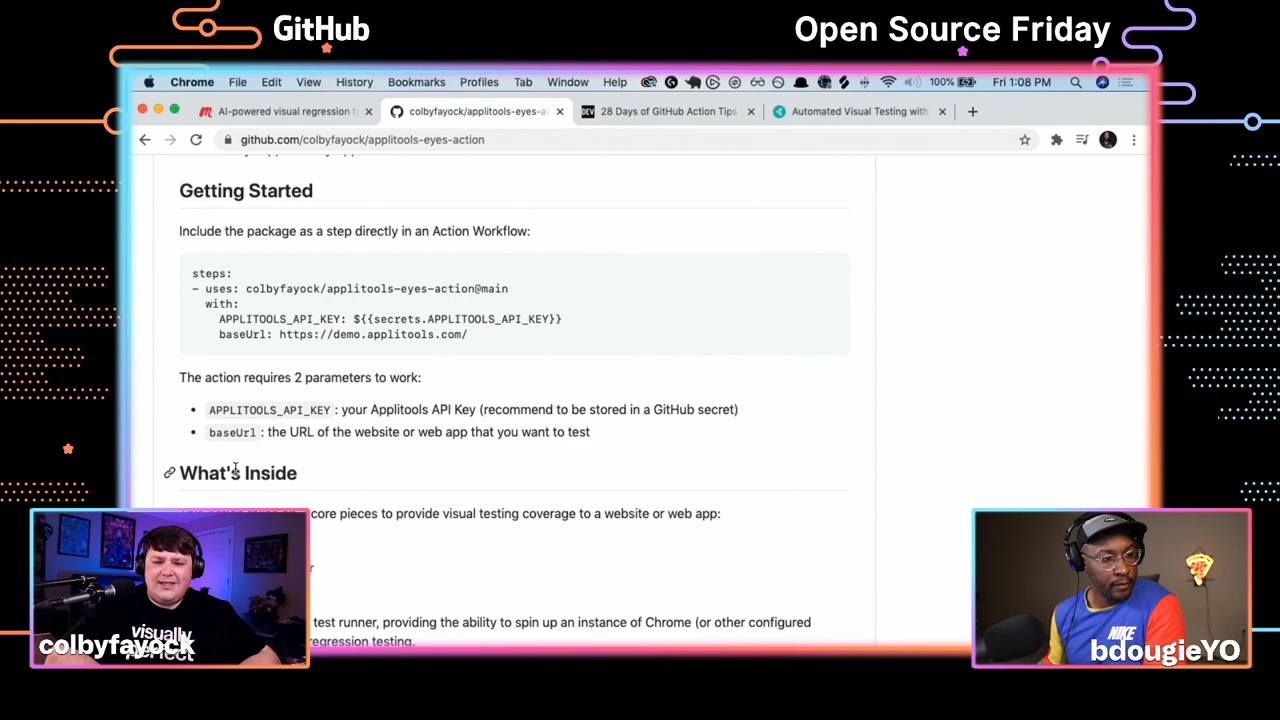 GitHub
Open Source Friday
Chrome File Edit View History Bookmarks Profiles Tab Window Help 100% Fri 1:08 PM
AI-powered visual regression t
colbyfayock/applitools-eyes-a
DEV 28 Days of GitHub Action Tips
Automated Visual Testing with
github.com/colbyfayock/applitools-eyes-action
Getting Started
Include the package as a step directly in an Action Workflow:
steps:
- uses: colbyfayock/applitools-eyes-action@main
with:
APPLITOOLS_API_KEY: ${{secrets.APPLITOOLS_API_KEY}}
baseUrl: https://demo.applitools.com/
The action requires 2 parameters to work:
• APPLITOOLS_API_KEY : your Applitools API Key (recommend to be stored in a GitHub secret)
• baseUrl : the URL of the website or web app that you want to test
What's Inside
core pieces to provide visual testing coverage to a website or web app:
test runner, providing the ability to spin up an instance of Chrome (or other configured
regression testing.
visually
perfect
colbyfayock
NIKE
bdougieYO